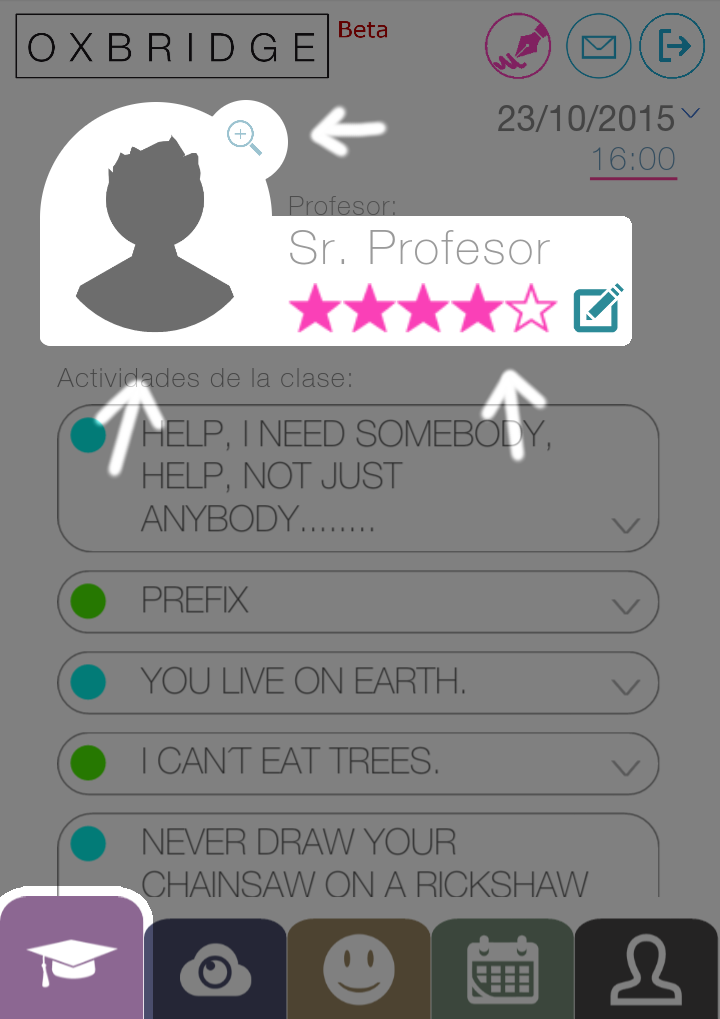 OXBRIDGE Beta
23/10/2015
16:00
Profesor:
Sr. Profesor
Actividades de la clase:
HELP, I NEED SOMEBODY,
HELP, NOT JUST
ANYBODY........
PREFIX
YOU LIVE ON EARTH.
I CAN'T EAT TREES.
NEVER DRAW YOUR
CHAINSAW ON A RICKSHAW